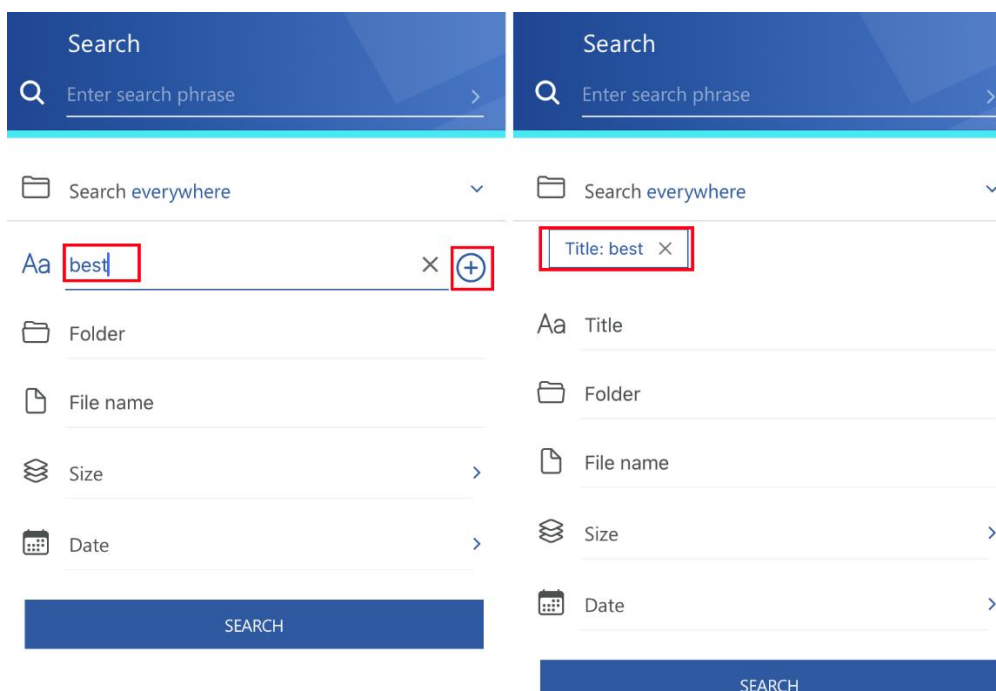 Search
Enter search phrase
Search everywhere
Aa best
Folder
File name
Size
Date
SEARCH
Search
Enter search phrase
Search everywhere
Title: best
Aa Title
Folder
File name
Size
Date
SEARCH